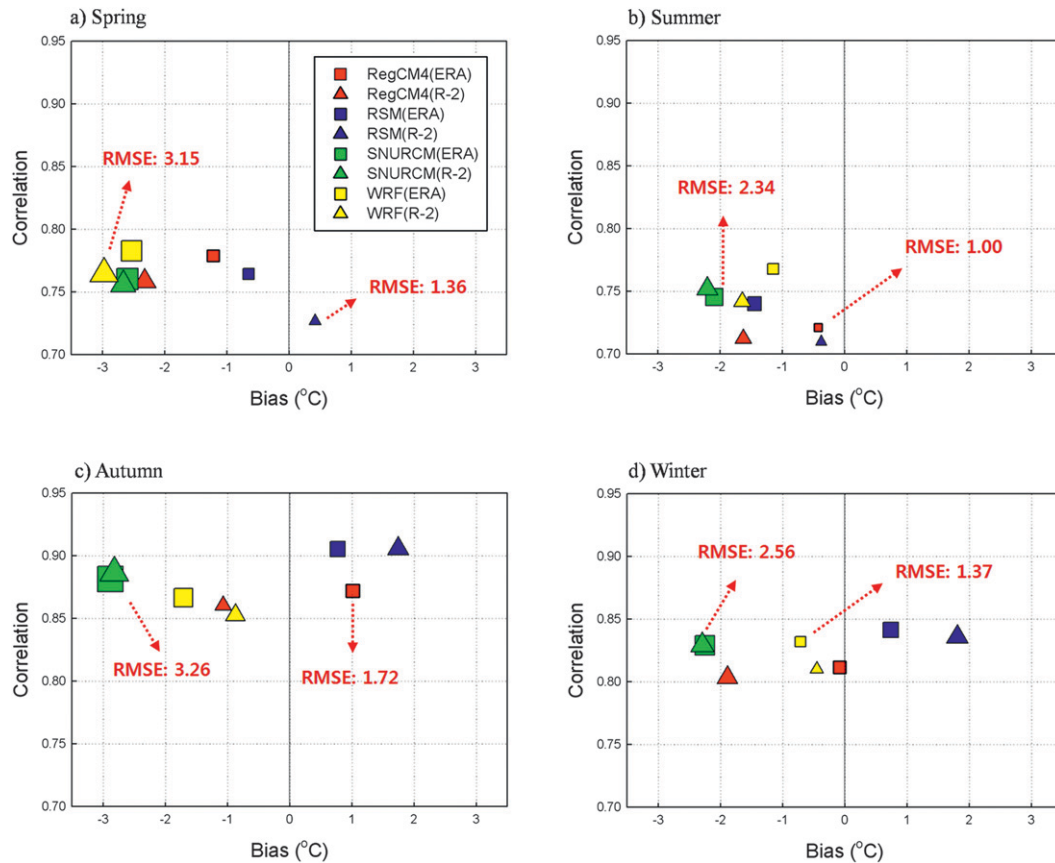 a) Spring
0.95
0.90
0.85
0.80
0.75
0.70
Correlation
-3
-2
-1
0
1
2
3
Bias (°C)
RegCM4(ERA)
RegCM4(R-2)
RSM(ERA)
RSM(R-2)
SNURCM(ERA)
SNURCM(R-2)
WRF(ERA)
WRF(R-2)
RMSE: 3.15
RMSE: 1.36
b) Summer
0.95
0.90
0.85
0.80
0.75
0.70
Correlation
-3
-2
-1
0
1
2
3
Bias (°C)
RMSE: 2.34
RMSE: 1.00
c) Autumn
0.95
0.90
0.85
0.80
0.75
0.70
Correlation
-3
-2
-1
0
1
2
3
Bias (°C)
RMSE: 3.26
RMSE: 1.72
d) Winter
0.95
0.90
0.85
0.80
0.75
0.70
Correlation
-3
-2
-1
0
1
2
3
Bias (°C)
RMSE: 2.56
RMSE: 1.37